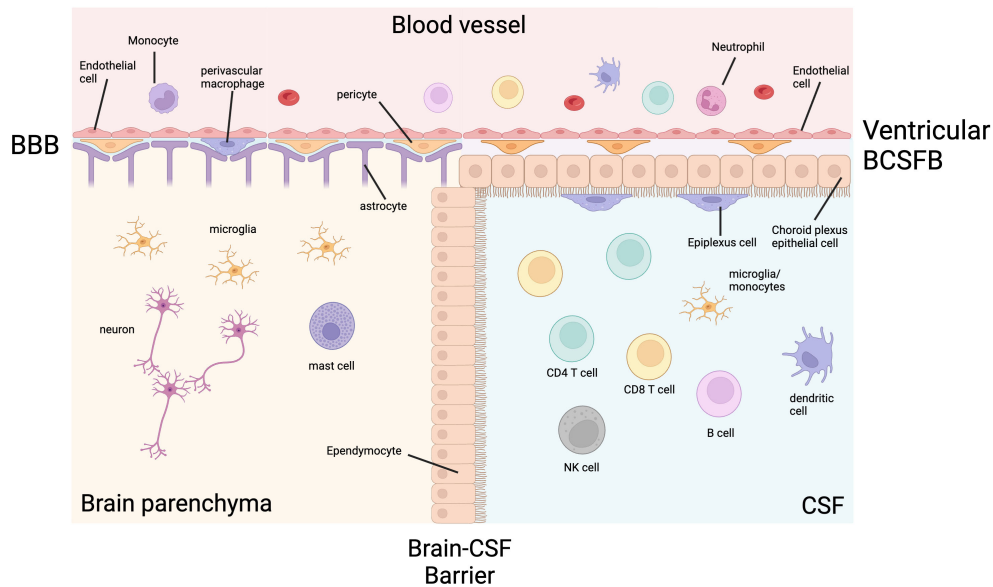 Blood vessel
Monocyte
Neutrophil
Endothelial
cell
perivascular
macrophage
pericyte
Endothelial
cell
BBB
Ventricular
BCSFB
astrocyte
microglia
Epiplexus cell
Choroid plexus
epithelial cell
microglia/
monocytes
neuron
mast cell
CD4 T cell
CD8 T cell
dendritic
cell
B cell
Ependymocyte
NK cell
Brain parenchyma
CSF
Brain-CSF
Barrier